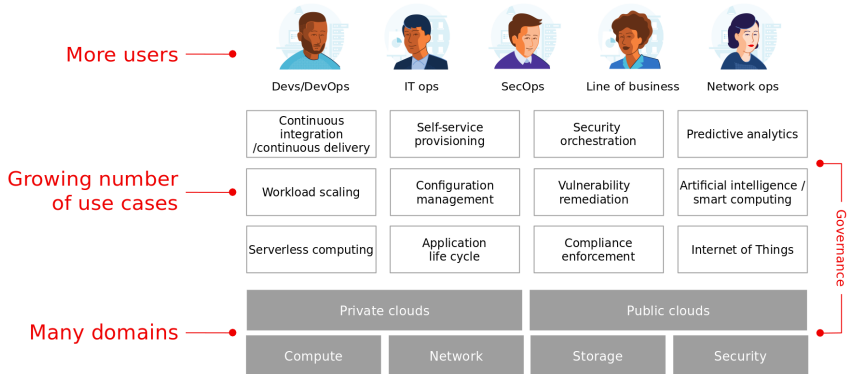 More users
Devs/DevOps
IT ops
SecOps
Line of business
Network ops
Growing number
of use cases
Continuous
integration
/continuous delivery
Self-service
provisioning
Security
orchestration
Predictive analytics
Workload scaling
Configuration
management
Vulnerability
remediation
Artificial intelligence /
smart computing
Serverless computing
Application
life cycle
Compliance
enforcement
Internet of Things
Governance
Many domains
Private clouds
Public clouds
Compute
Network
Storage
Security